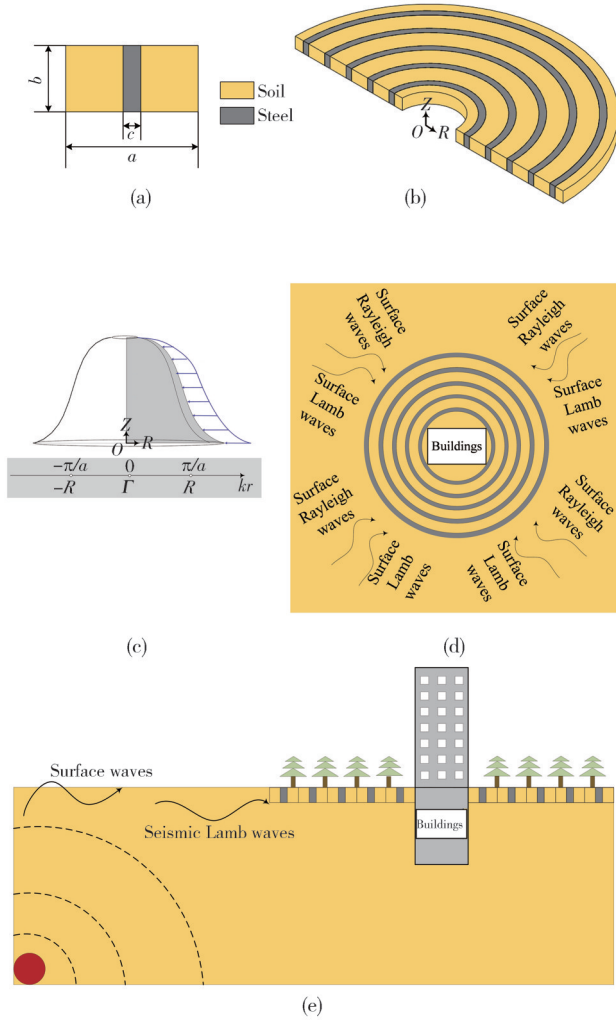 b
c
a
Soil
Steel
(a)
Z
O
R
(b)
Z
O
R
−π/a
0
π/a
−R
Γ
R
kr
(c)
Surface
Rayleigh
waves
Surface
Lamb
waves
Surface
Rayleigh
waves
Surface
Lamb
waves
Buildings
Surface
Rayleigh
waves
Surface
Lamb
waves
Surface
Rayleigh
waves
Surface
Lamb
waves
(d)
Surface waves
Seismic Lamb waves
Buildings
(e)